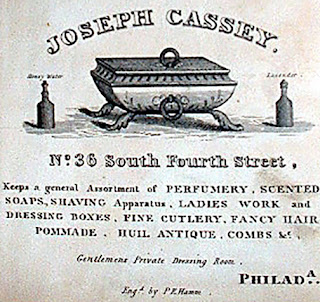 JOSEPH CASSEY.
Honey Water
Lavender
No. 36 South Fourth Street,
Keeps a general Assortment of PERFUMERY, SCENTED
SOAPS, SHAVING Apparatus, LADIES WORK and
DRESSING BOXES, FINE CUTLERY, FANCY HAIR
POMMADE, HUIL ANTIQUE, COMBS &c,
Gentlemens Private Dressing Room.
PHILADA.
Engd. by P.E. Hamm